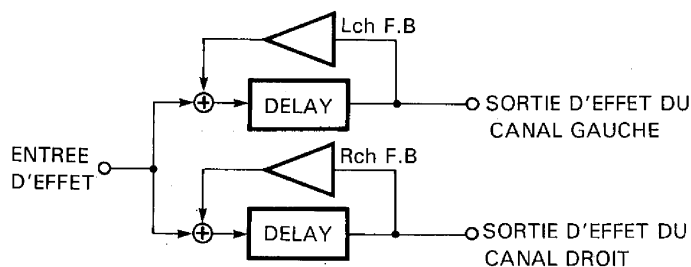 Lch F.B
DELAY
SORTIE D'EFFET DU
CANAL GAUCHE
ENTREE
D'EFFET
Rch F.B
DELAY
SORTIE D'EFFET DU
CANAL DROIT